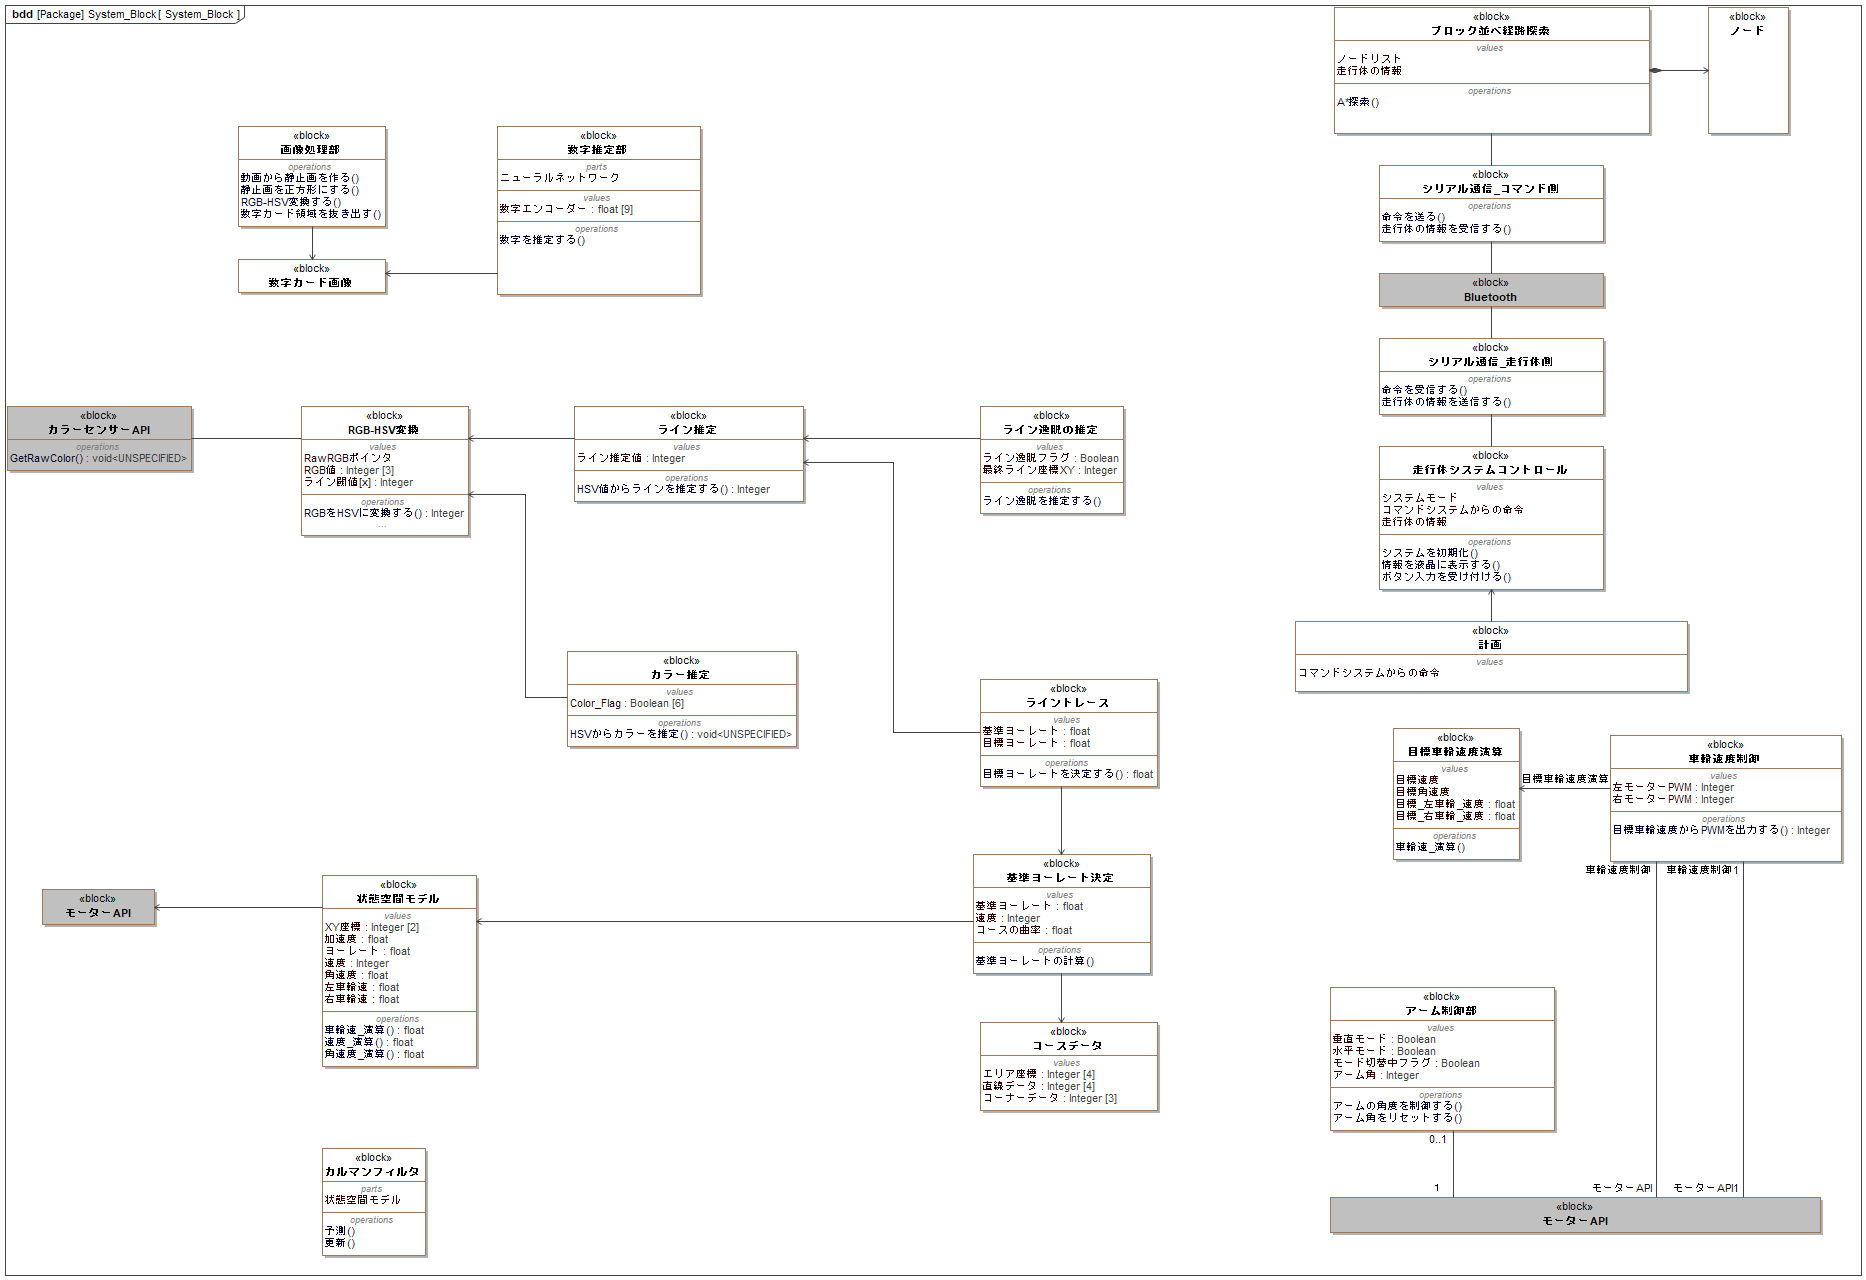 bdd [Package] System_Block [ System_Block ]
«block»
ブロック並べ経路探索
values
ノードリスト
走行体の情報
operations
A*探索()
«block»
ノード
«block»
画像処理部
operations
動画から静止画を作る()
静止画を正方形にする()
RGB-HSV変換する()
数字カード領域を抜き出す()
«block»
数字推定部
parts
ニューラルネットワーク
values
数字エンコーダー : float [9]
operations
数字を推定する()
«block»
数字カード画像
«block»
シリアル通信_コマンド側
operations
命令を送る()
走行体の情報を受信する()
«block»
Bluetooth
«block»
シリアル通信_走行体側
operations
命令を受信する()
走行体の情報を送信する()
«block»
カラーセンサーAPI
operations
GetRawColor() : void<UNSPECIFIED>
«block»
RGB-HSV変換
values
RawRGBポインタ
RGB値 : Integer [3]
ライン閾値[x] : Integer
operations
RGBをHSVに変換する() : Integer
...
«block»
ライン推定
values
ライン推定値 : Integer
operations
HSV値からラインを推定する() : Integer
«block»
ライン逸脱の推定
values
ライン逸脱フラグ : Boolean
最終ライン座標XY : Integer
operations
ライン逸脱を推定する()
«block»
走行体システムコントロール
values
システムモード
コマンドシステムからの命令
走行体の情報
operations
システムを初期化()
情報を液晶に表示する()
ボタン入力を受け付ける()
«block»
計画
values
コマンドシステムからの命令
«block»
カラー推定
values
Color_Flag : Boolean [6]
operations
HSVからカラーを推定() : void<UNSPECIFIED>
«block»
ライントレース
values
基準ヨーレート : float
目標ヨーレート : float
operations
目標ヨーレートを決定する() : float
«block»
目標車輪速度演算
values
目標速度
目標角速度
目標_左車輪_速度 : float
目標_右車輪_速度 : float
operations
車輪速_演算()
目標車輪速度演算
«block»
車輪速度制御
values
左モーターPWM : Integer
右モーターPWM : Integer
operations
目標車輪速度からPWMを出力する() : Integer
車輪速度制御
車輪速度制御1
«block»
モーターAPI
«block»
状態空間モデル
values
XY座標 : Integer [2]
加速度 : float
ヨーレート : float
速度 : Integer
角速度 : float
左車輪速 : float
右車輪速 : float
operations
車輪速_演算() : float
速度_演算() : float
角速度_演算() : float
«block»
基準ヨーレート決定
values
基準ヨーレート : float
速度 : Integer
コースの曲率 : float
operations
基準ヨーレートの計算()
«block»
コースデータ
values
エリア座標 : Integer [4]
直線データ : Integer [4]
コーナーデータ : Integer [3]
«block»
アーム制御部
values
垂直モード : Boolean
水平モード : Boolean
モード切替中フラグ : Boolean
アーム角 : Integer
operations
アームの角度を制御する()
アーム角をリセットする()
0..1
1
モーターAPI
モーターAPI1
«block»
モーターAPI
«block»
カルマンフィルタ
parts
状態空間モデル
operations
予測()
更新()